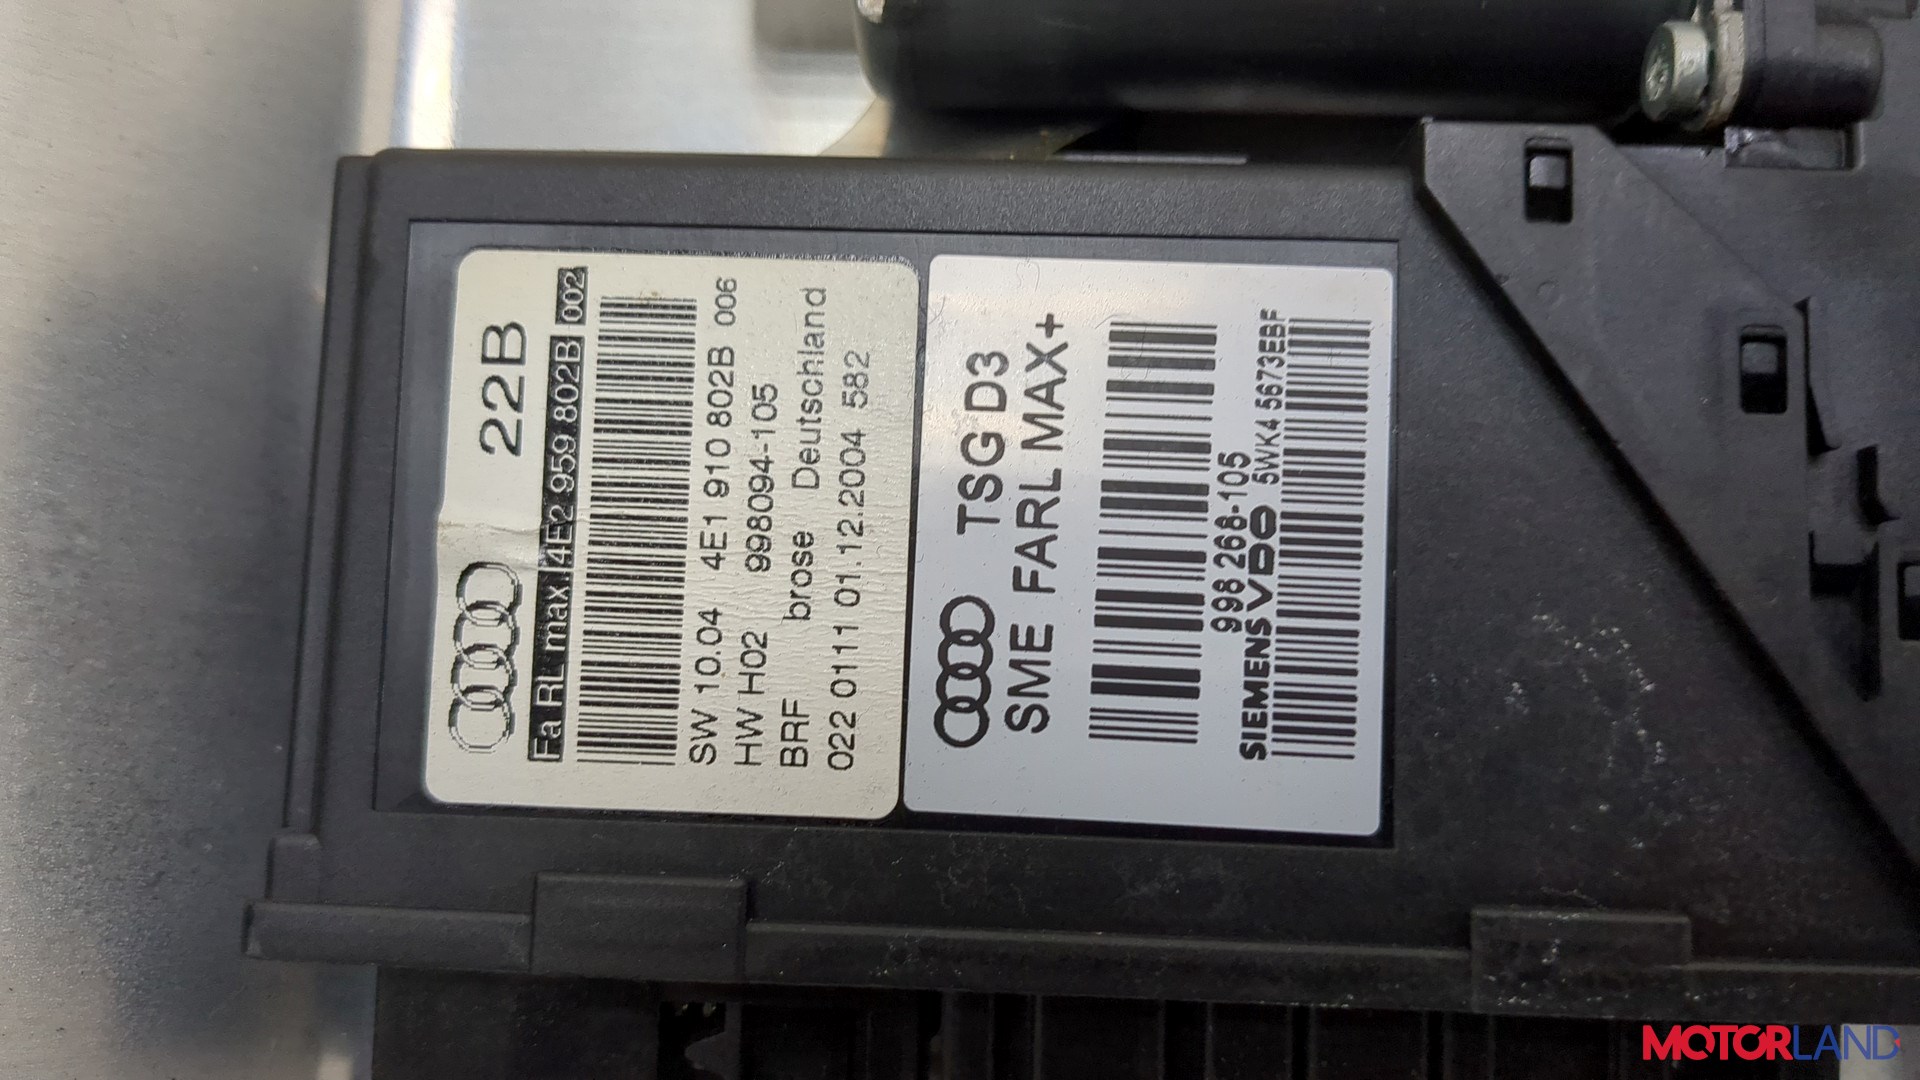 22B
Fa RL max. 4E2 959 802B 002
SW 10.04 4E1 910 802B 006
HW H02 998094-105
BRF brose Deutschland
022 0111 01.12.2004 582
TSG D3
SME FARL MAX+
998 268-105
SIEMENS VDO 5WK4 5673EBF
MOTORLAND